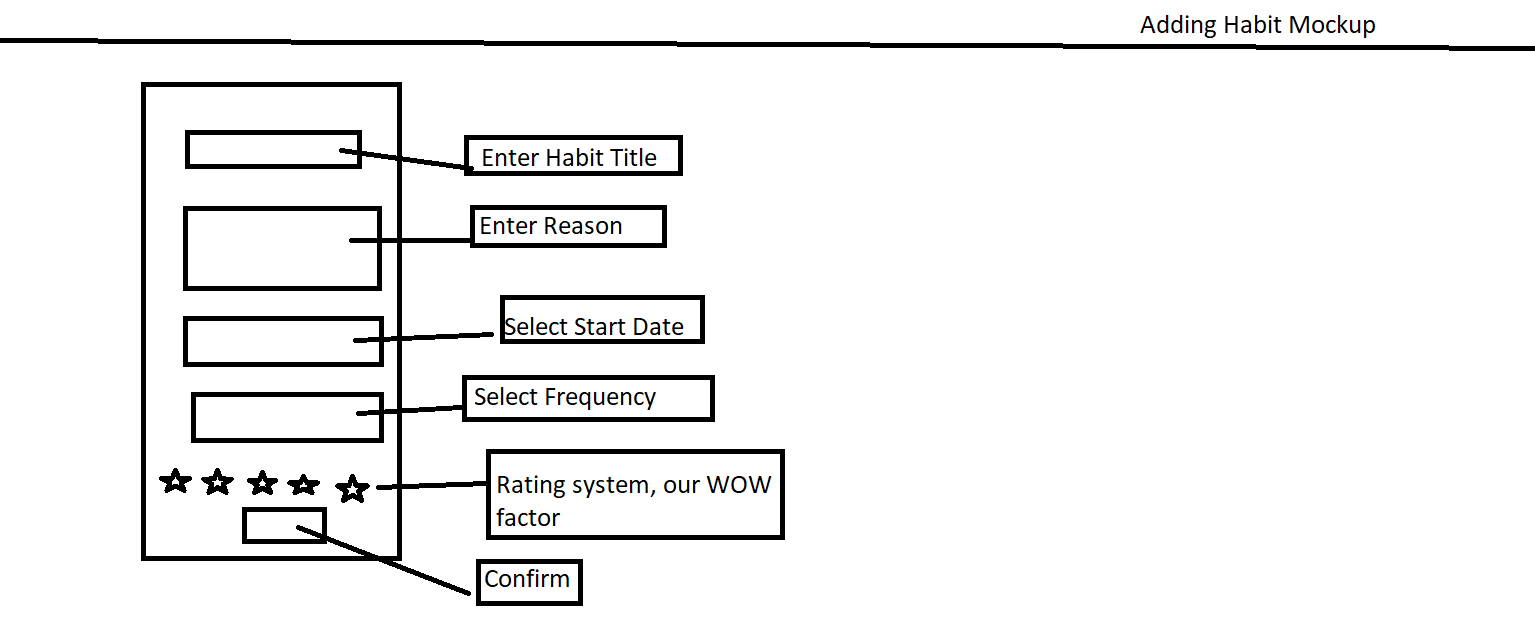 Adding Habit Mockup
Enter Habit Title
Enter Reason
Select Start Date
Select Frequency
Rating system, our WOW
factor
Confirm